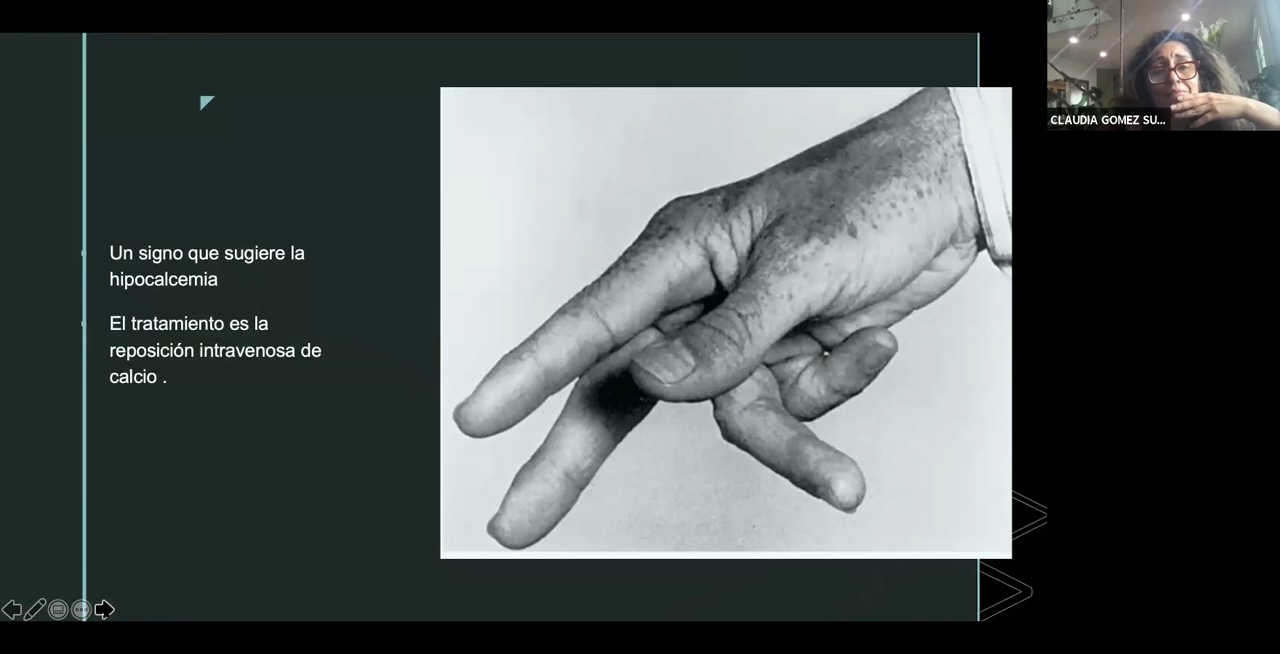 Un signo que sugiere la
hipocalcemia
El tratamiento es la
reposición intravenosa de
calcio .
CLAUDIA GOMEZ SU...